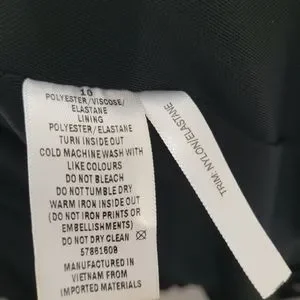 10
POLYESTER/VISCOSE/
ELASTANE
LINING
POLYESTER/ELASTANE
TURN INSIDE OUT
COLD MACHINE WASH WITH
LIKE COLOURS
DO NOT BLEACH
DO NOT TUMBLE DRY
WARM IRON INSIDE OUT
(DO NOT IRON PRINTS OR
EMBELLISHMENTS)
DO NOT DRY CLEAN
57861609
MANUFACTURED IN
VIETNAM FROM
IMPORTED MATERIALS
TRIM: NYLON/ELASTANE